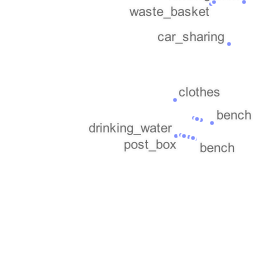 waste_basket
car_sharing
clothes
bench
drinking_water
post_box
bench